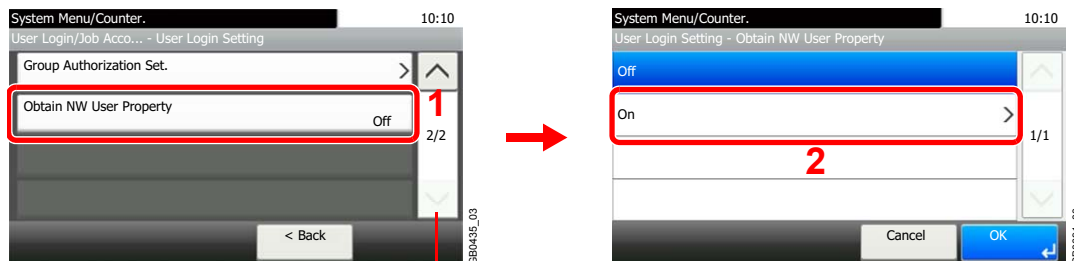 System Menu/Counter.
10:10
User Login/Job Acco... - User Login Setting
Group Authorization Set.
Obtain NW User Property
Off
1
2/2
< Back
GB0435_03
System Menu/Counter.
10:10
User Login Setting - Obtain NW User Property
Off
On
1/1
2
Cancel
OK